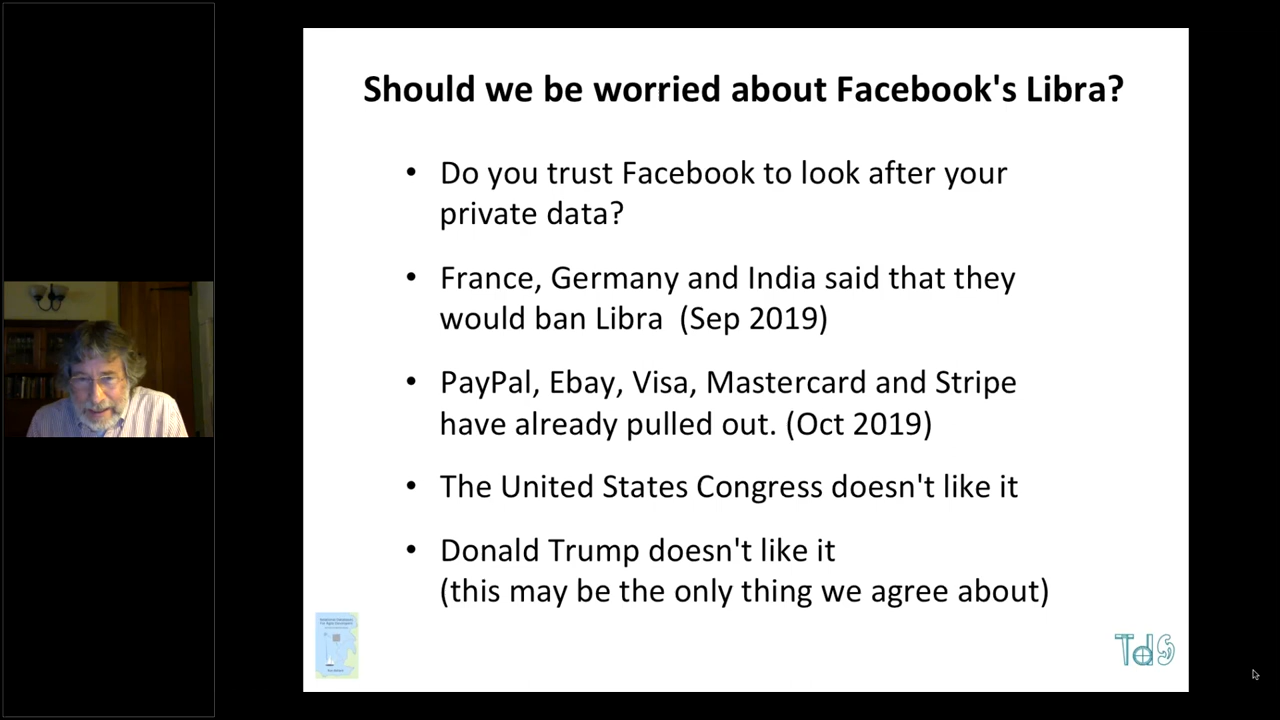 Should we be worried about Facebook's Libra?
• Do you trust Facebook to look after your
private data?
• France, Germany and India said that they
would ban Libra (Sep 2019)
• PayPal, Ebay, Visa, Mastercard and Stripe
have already pulled out. (Oct 2019)
• The United States Congress doesn't like it
• Donald Trump doesn't like it
(this may be the only thing we agree about)
TdS